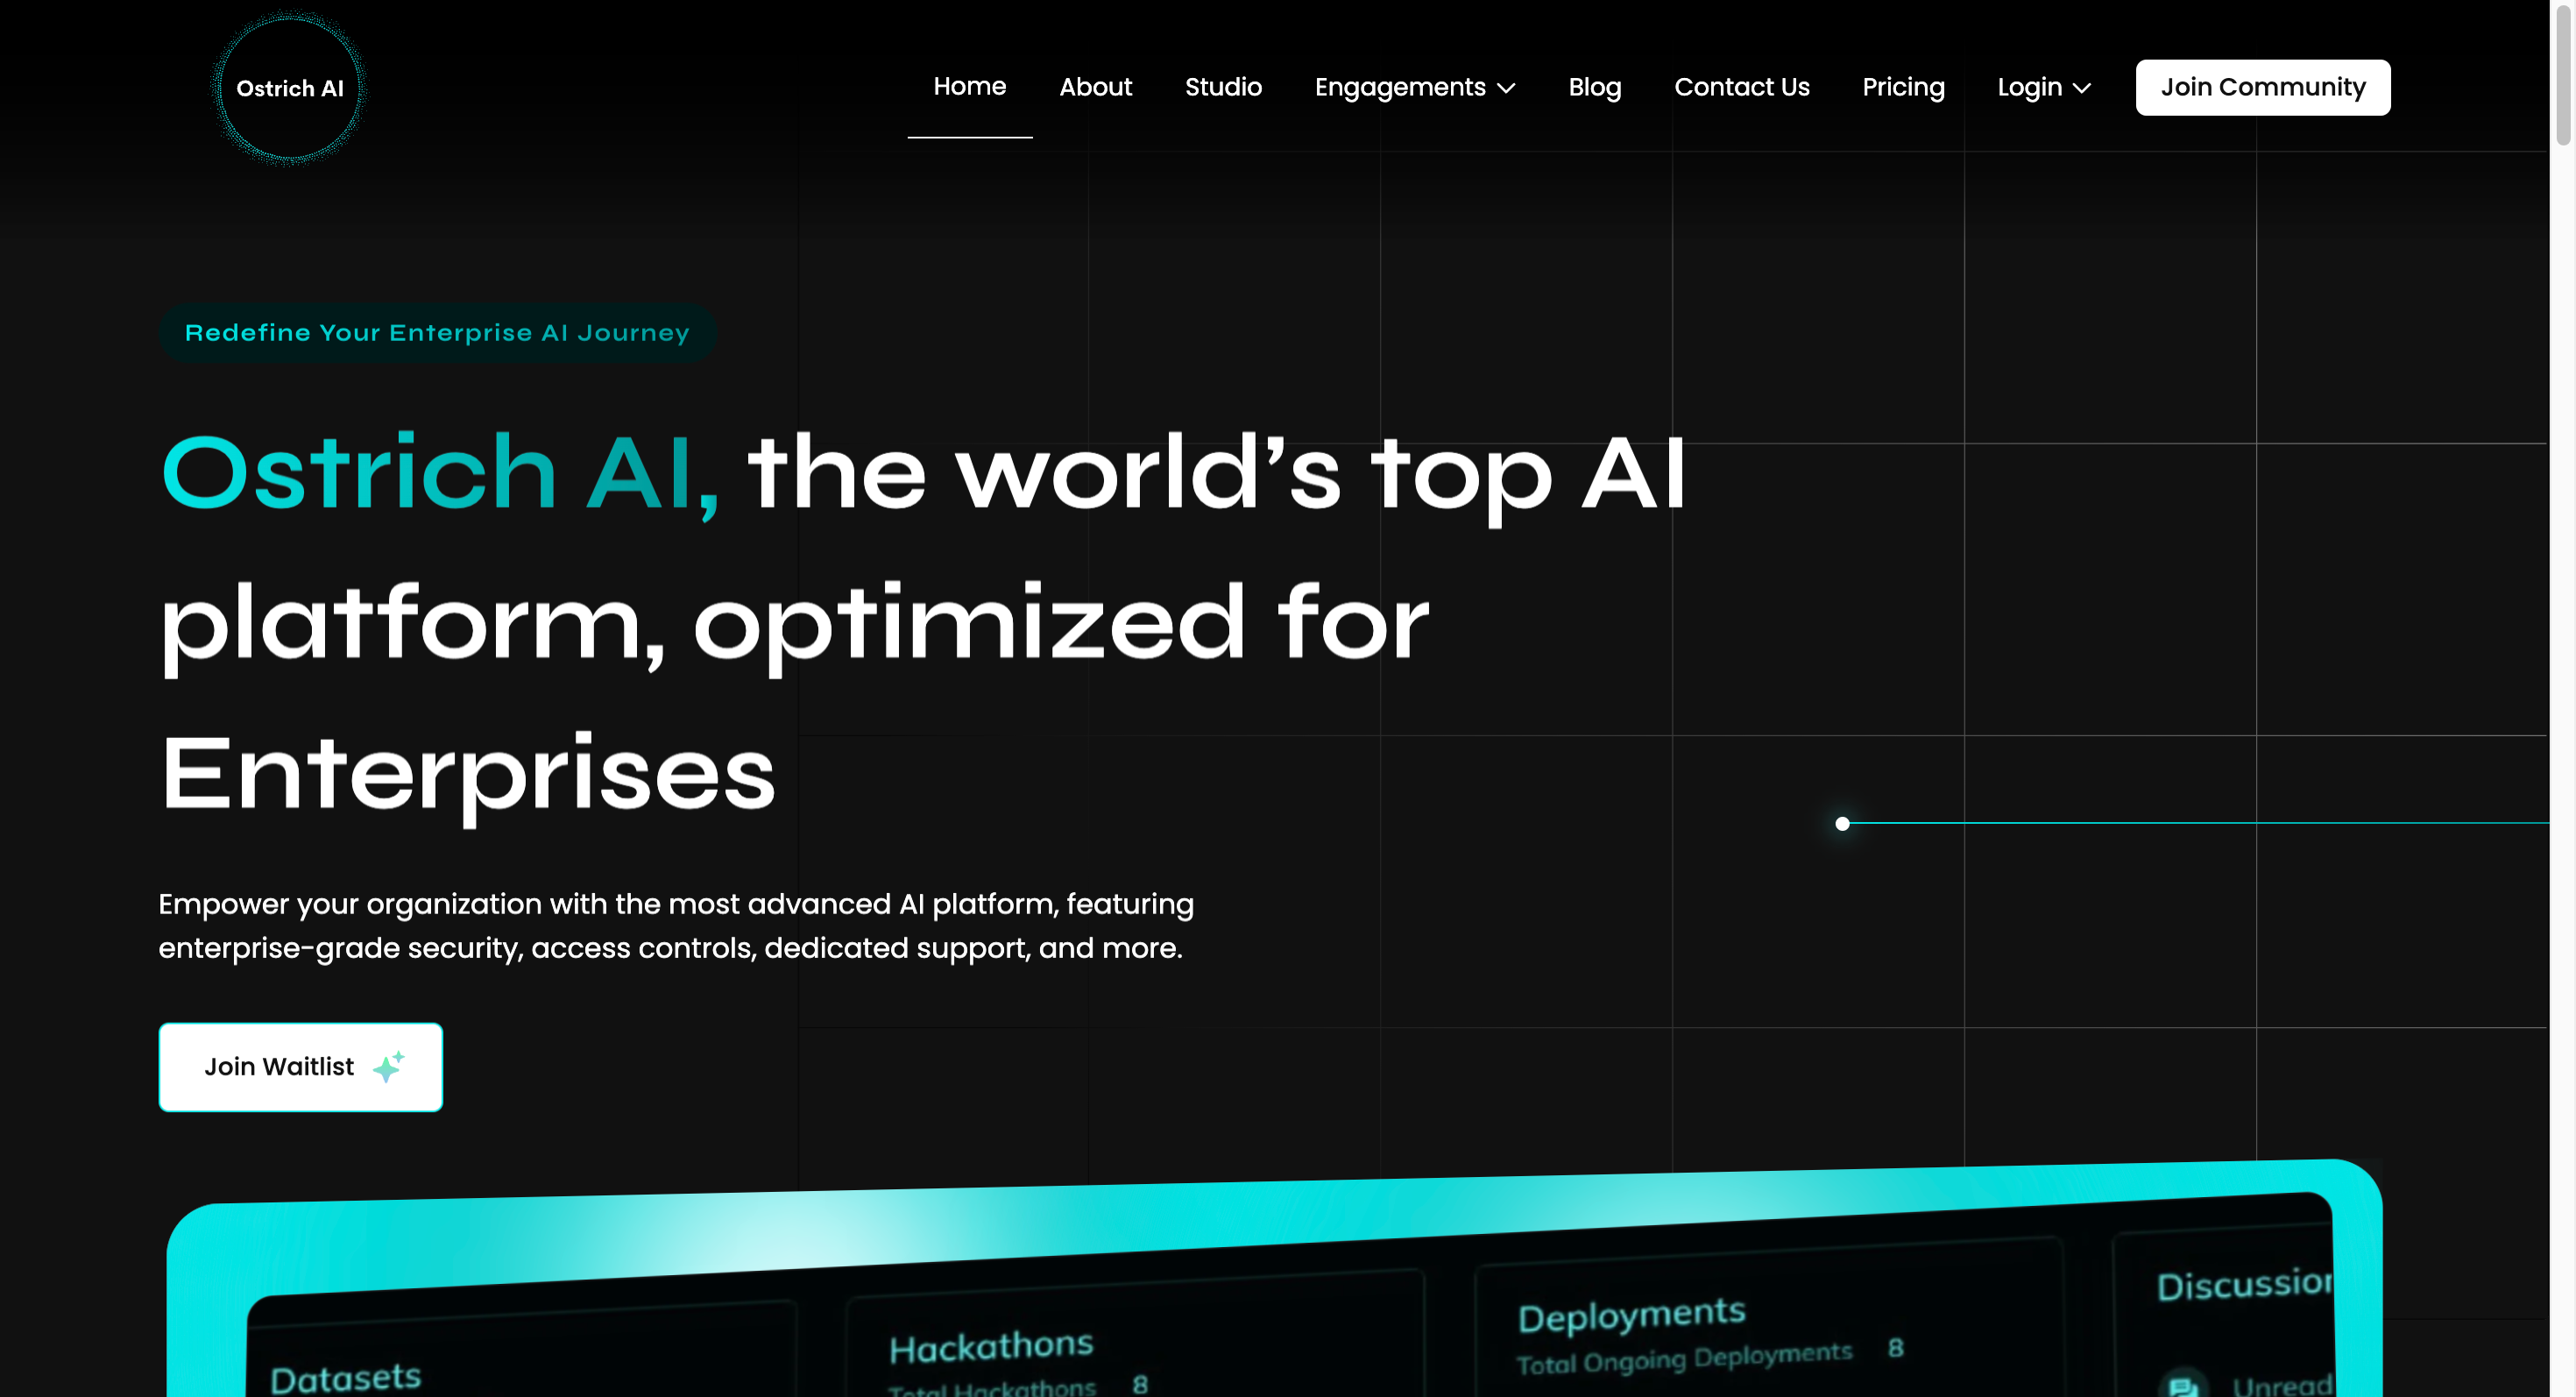 Ostrich AI
Home About Studio Engagements Blog Contact Us Pricing Login Join Community
Redefine Your Enterprise AI Journey
Ostrich AI, the world’s top AI
platform, optimized for
Enterprises
Empower your organization with the most advanced AI platform, featuring
enterprise-grade security, access controls, dedicated support, and more.
Join Waitlist
Datasets
Hackathons
Total Hackathons 8
Deployments
Total Ongoing Deployments 8
Discussion
Unread